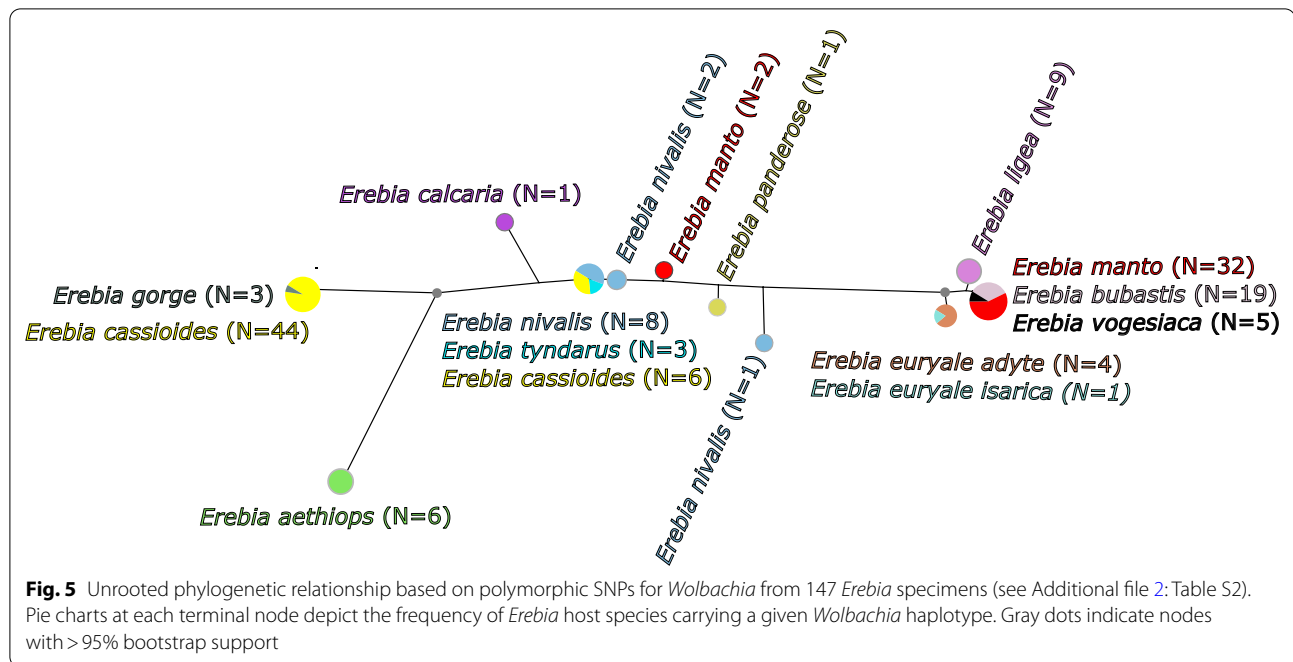 Erebia nivalis (N=2)
Erebia manto (N=2)
Erebia panderose (N=1)
Erebia ligea (N=9)
Erebia calcaria (N=1)
Erebia gorge (N=3)
Erebia cassioides (N=44)
Erebia nivalis (N=8)
Erebia tyndarus (N=3)
Erebia cassioides (N=6)
Erebia manto (N=32)
Erebia bubastis (N=19)
Erebia vogesiaca (N=5)
Erebia euryale adyte (N=4)
Erebia euryale isarica (N=1)
Erebia nivalis (N=1)
Erebia aethiops (N=6)
Fig. 5 Unrooted phylogenetic relationship based on polymorphic SNPs for Wolbachia from 147 Erebia specimens (see Additional file 2: Table S2).
Pie charts at each terminal node depict the frequency of Erebia host species carrying a given Wolbachia haplotype. Gray dots indicate nodes
with > 95% bootstrap support